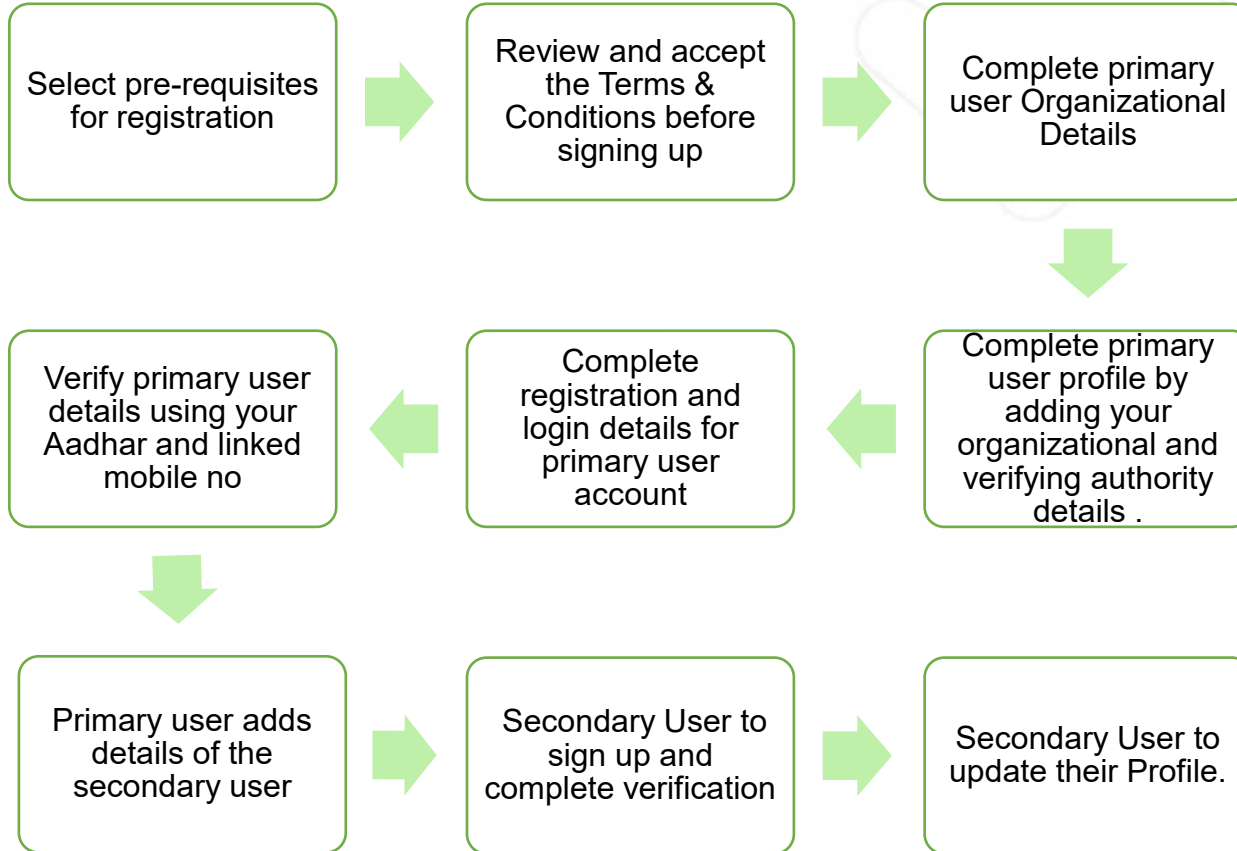 Select pre-requisites
for registration
Review and accept
the Terms &
Conditions before
signing up
Complete primary
user Organizational
Details
Complete primary
user profile by
adding your
organizational and
verifying authority
details .
Complete
registration and
login details for
primary user
account
Verify primary user
details using your
Aadhar and linked
mobile no
Primary user adds
details of the
secondary user
Secondary User to
sign up and
complete verification
Secondary User to
update their Profile.